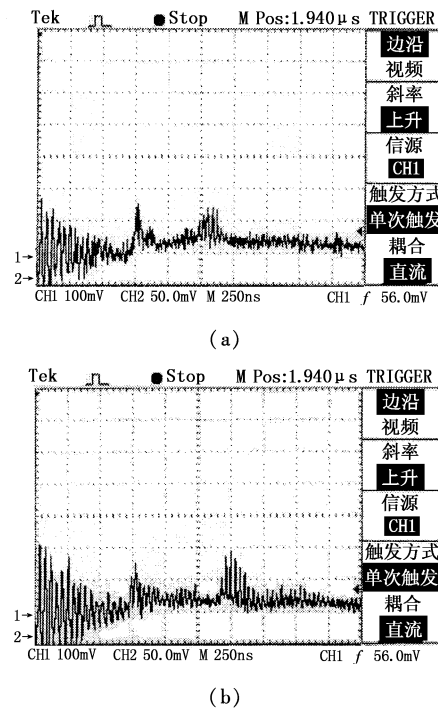 Tek Stop M Pos:1.940μs TRIGGER
边沿
视频
斜率
上升
信源
CH1
触发方式
单次触发
耦合
直流
1→
2→
CH1 100mV CH2 50.0mV M 250ns CH1 f 56.0mV
(a)
Tek Stop M Pos:1.940μs TRIGGER
边沿
视频
斜率
上升
信源
CH1
触发方式
单次触发
耦合
直流
1→
2→
CH1 100mV CH2 50.0mV M 250ns CH1 f 56.0mV
(b)